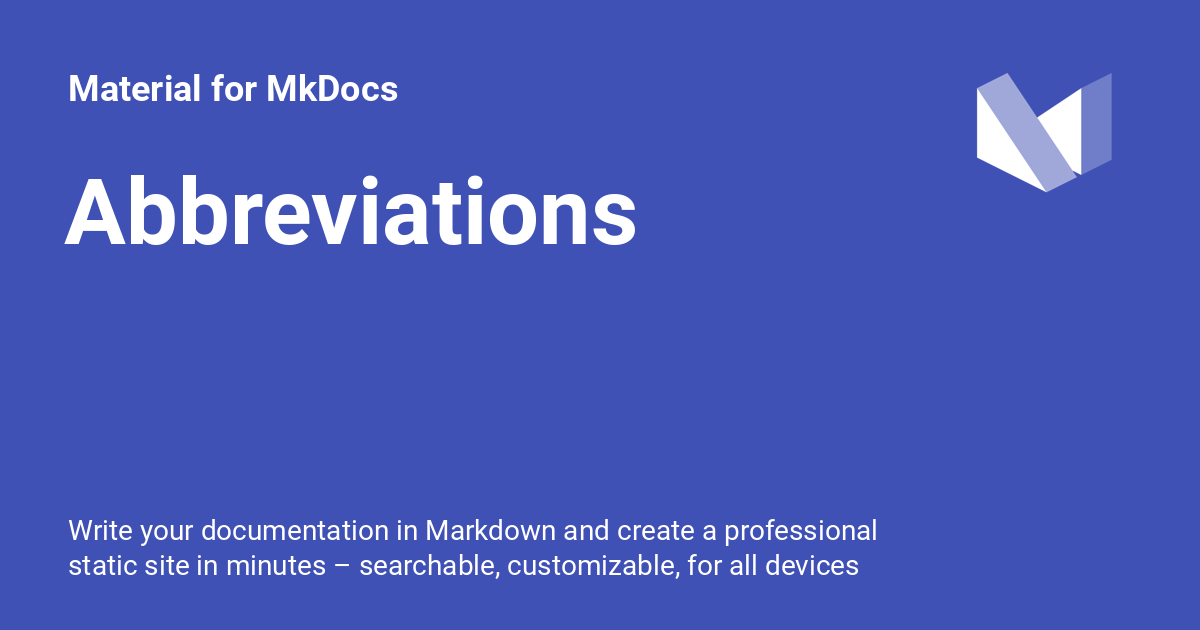 Material for MkDocs
Abbreviations
Write your documentation in Markdown and create a professional
static site in minutes – searchable, customizable, for all devices